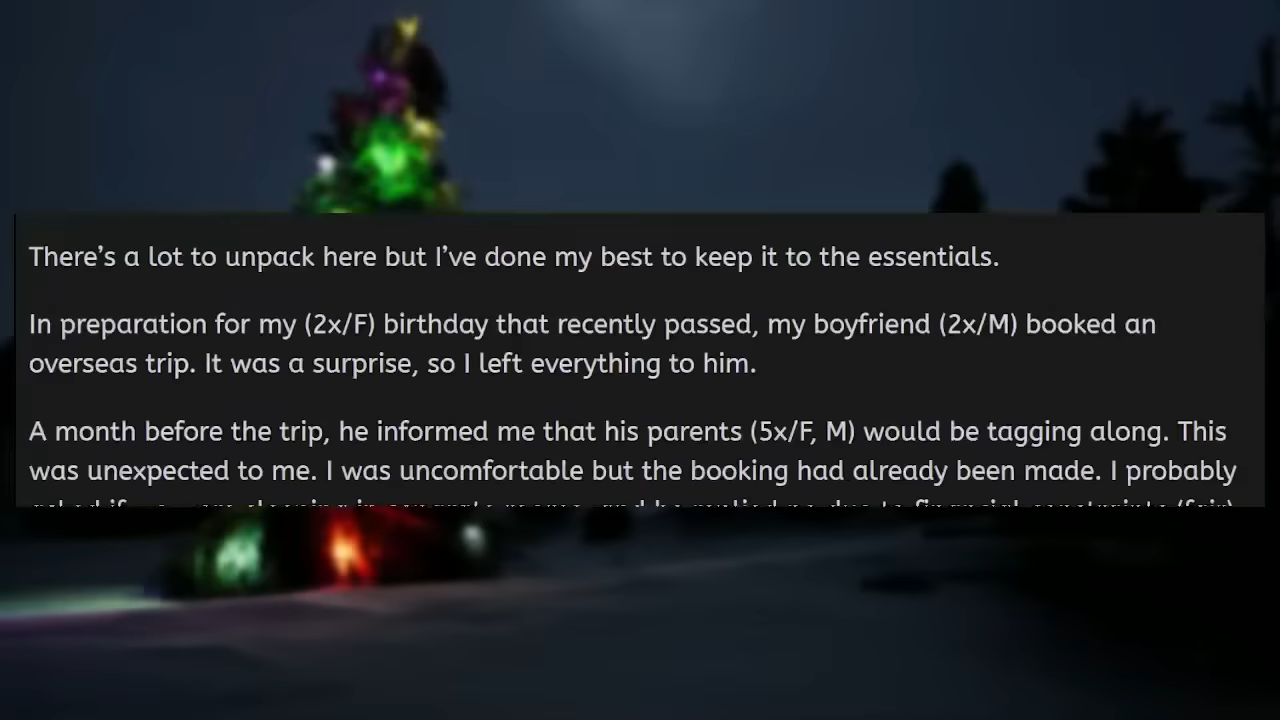 There’s a lot to unpack here but I’ve done my best to keep it to the essentials.
In preparation for my (2x/F) birthday that recently passed, my boyfriend (2x/M) booked an
overseas trip. It was a surprise, so I left everything to him.
A month before the trip, he informed me that his parents (5x/F, M) would be tagging along. This
was unexpected to me. I was uncomfortable but the booking had already been made. I probably